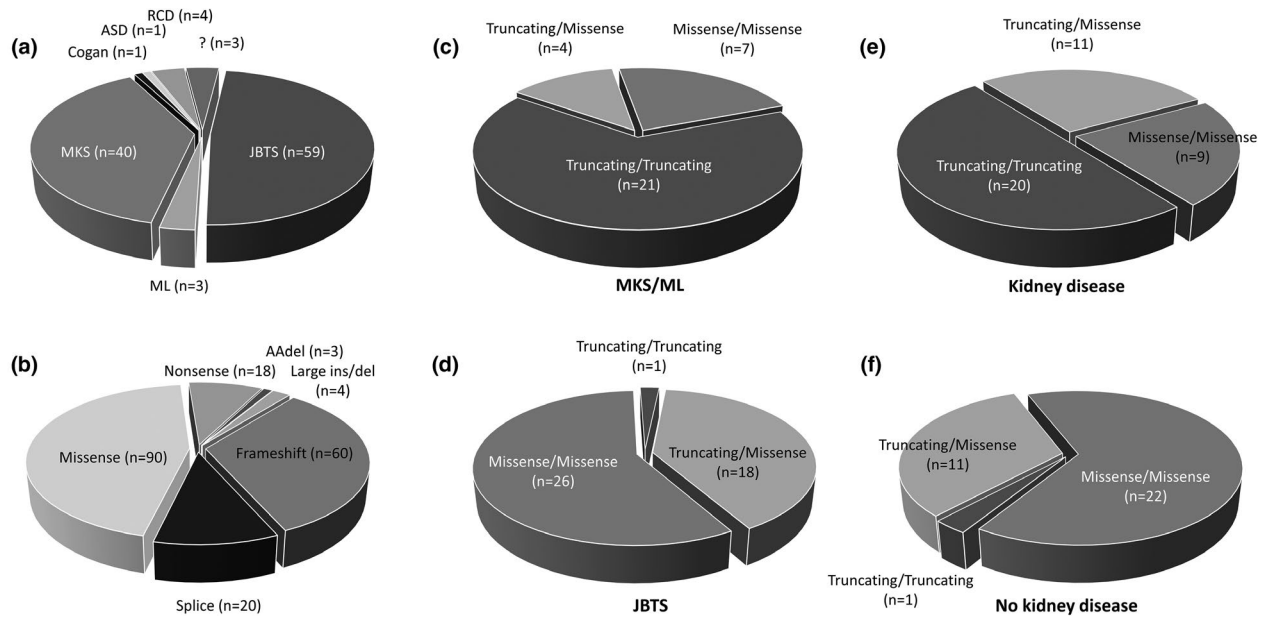 (a)
RCD (n=4)
ASD (n=1)
Cogan (n=1)
? (n=3)
MKS (n=40)
JBTS (n=59)
ML (n=3)
(b)
AAdel (n=3)
Nonsense (n=18)
Large ins/del
(n=4)
Missense (n=90)
Frameshift (n=60)
Splice (n=20)
(c)
Truncating/Missense
(n=4)
Missense/Missense
(n=7)
Truncating/Truncating
(n=21)
MKS/ML
(d)
Truncating/Truncating
(n=1)
Missense/Missense
(n=26)
Truncating/Missense
(n=18)
JBTS
(e)
Truncating/Missense
(n=11)
Missense/Missense
(n=9)
Truncating/Truncating
(n=20)
Kidney disease
(f)
Truncating/Missense
(n=11)
Missense/Missense
(n=22)
Truncating/Truncating
(n=1)
No kidney disease